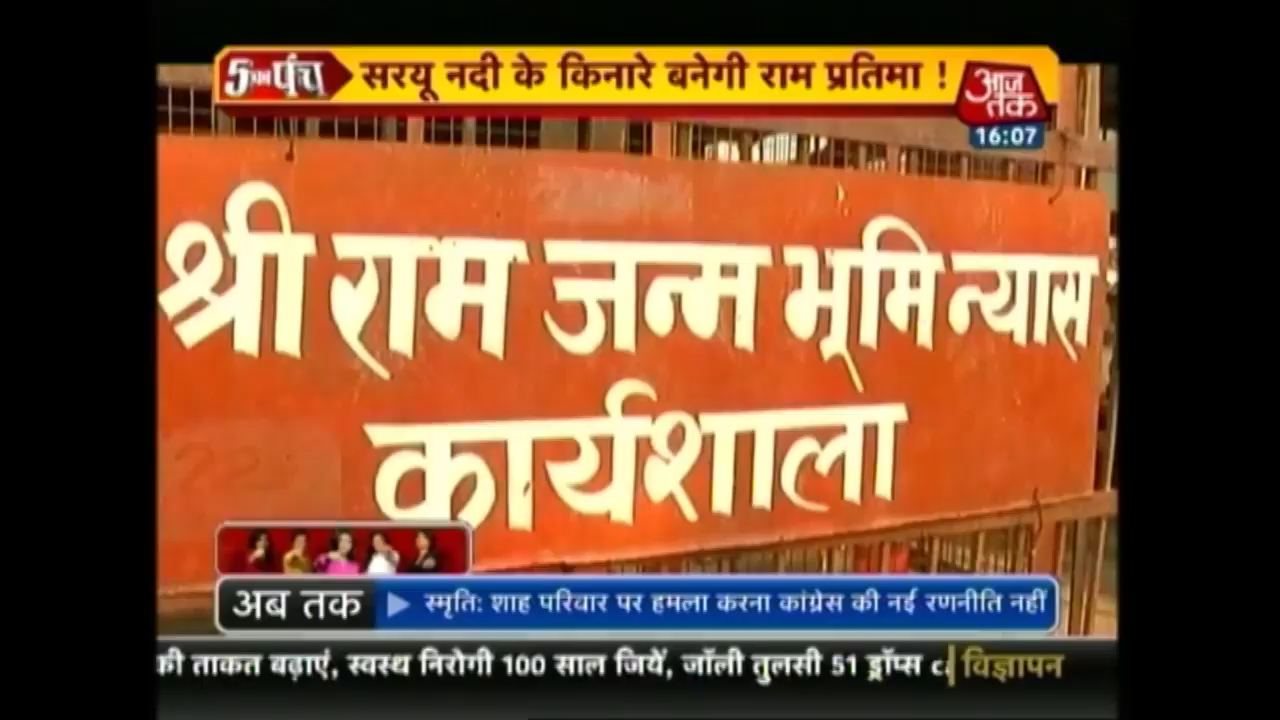 5 का पंच सरयू नदी के किनारे बनेगी राम प्रतिमा !
आज तक
16:07
श्री राम जन्म भूमि न्यास
कार्यशाला
अब तक स्मृति: शाह परिवार पर हमला करना कांग्रेस की नई रणनीति नहीं
की ताकत बढ़ाएं, स्वस्थ निरोगी 100 साल जियें, जॉली तुलसी 51 ड्रॉप्स विज्ञापन